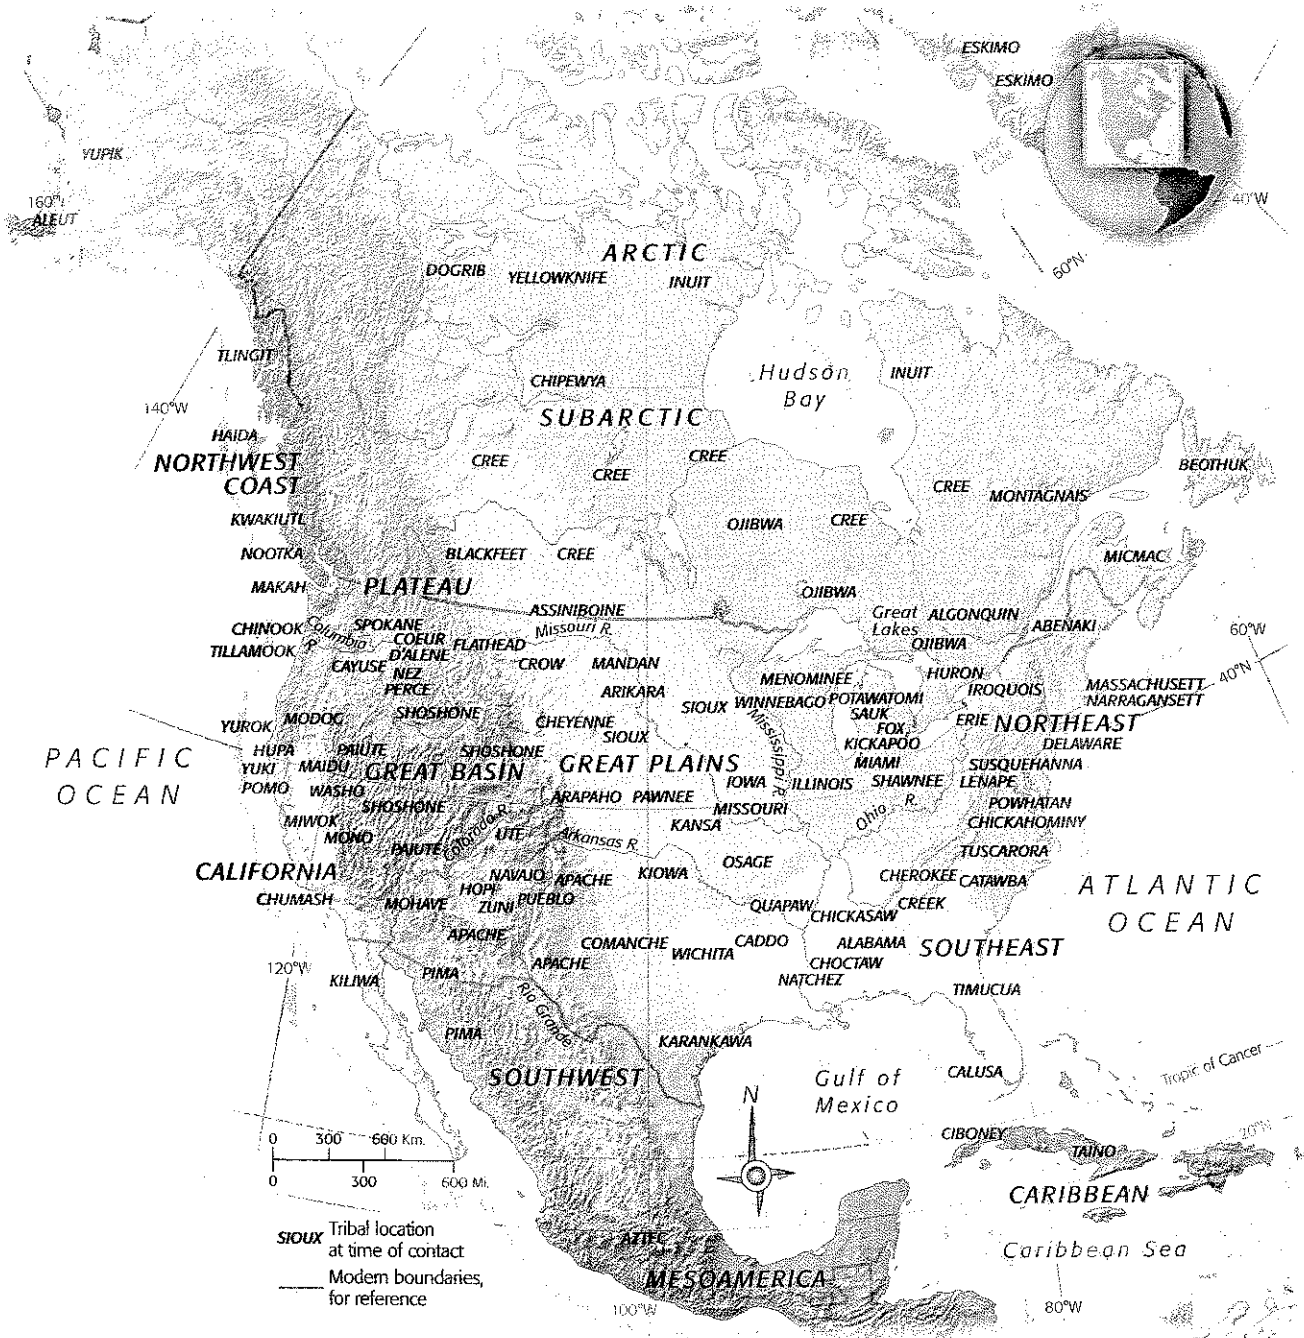 ESKIMO
ESKIMO
YUPIK
160°
ALEUT
40°W
60°N
ARCTIC
DOGRIB
YELLOWKNIFE
INUIT
TLINGIT
CHIPEWYA
Hudson
Bay
INUIT
140°W
SUBARCTIC
HAIDA
NORTHWEST
COAST
CREE
CREE
CREE
BEOTHUK
CREE
MONTAGNAIS
KWAKIUTL
OJIBWA
CREE
NOOTKA
BLACKFEET
CREE
MICMAC
MAKAH
PLATEAU
OJIBWA
ASSINIBOINE
Great
Lakes
ALGONQUIN
ABENAKI
CHINOOK
Columbia
R.
SPOKANE
COEUR
D'ALENE
FLATHEAD
Missouri R.
OJIBWA
60°W
TILLAMOOK
CAYUSE
NEZ
PERCE
CROW
MANDAN
HURON
40°N
ARIKARA
MENOMINEE
IROQUOIS
MASSACHUSETT
NARRAGANSETT
SIOUX
WINNEBAGO
POTAWATOMI
SAUK
FOX
SHOSHONE
YUROK
MODOG
CHEYENNE
SIOUX
Mississippi R.
ERIE
NORTHEAST
KICKAPOO
DELAWARE
HUPA
PAIUTE
SHOSHONE
PACIFIC
OCEAN
YUKI
MAIDU
GREAT BASIN
GREAT PLAINS
MIAMI
SUSQUEHANNA
POMO
WASHO
IOWA
ILLINOIS
SHAWNEE
LENAPE
SHOSHONE
ARAPAHO
PAWNEE
MISSOURI
Ohio
R.
POWHATAN
CHICKAHOMINY
MIWOK
KANSA
MONO
PAIUTE
Colorado R.
UTE
Arkansas R.
TUSCARORA
OSAGE
CALIFORNIA
NAVAJO
APACHE
KIOWA
CHEROKEE
CATAWBA
ATLANTIC
OCEAN
CHUMASH
MOHAVE
HOPI
ZUNI
PUEBLO
QUAPAW
CHICKASAW
CREEK
APACHE
COMANCHE
WICHITA
CADDO
ALABAMA
CHOCTAW
SOUTHEAST
120°W
KILIWA
PIMA
APACHE
NATCHEZ
TIMUCUA
Rio Grande
PIMA
KARANKAWA
SOUTHWEST
Gulf of
Mexico
CALUSA
Tropic of Cancer
N
0 300 600 Km.
0 300 600 Mi.
CIBONEY
TAINO
20°N
CARIBBEAN
SIOUX Tribal location
at time of contact
Modern boundaries,
for reference
AZTEC
MESOAMERICA
Caribbean Sea
100°W
80°W